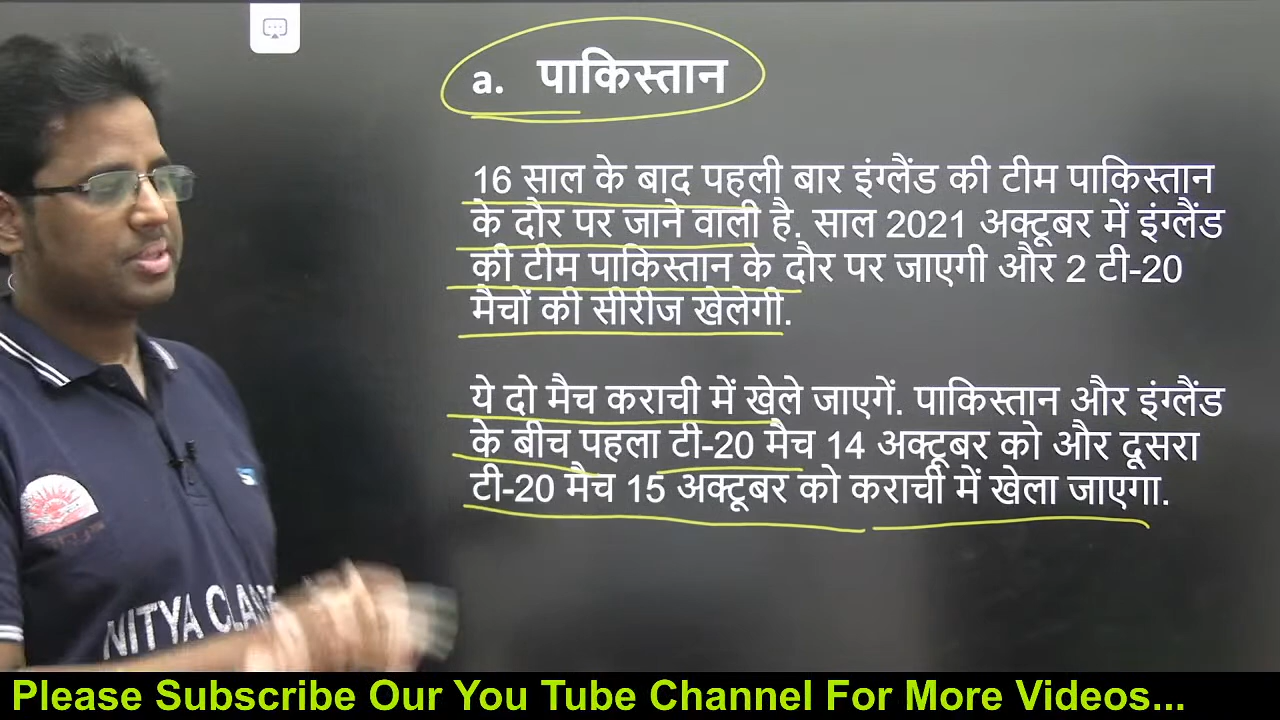 a. पाकिस्तान
16 साल के बाद पहली बार इंग्लैंड की टीम पाकिस्तान
के दौर पर जाने वाली है. साल 2021 अक्टूबर में इंग्लैंड
की टीम पाकिस्तान के दौर पर जाएगी और 2 टी-20
मैचों की सीरीज खेलेगी.
ये दो मैच कराची में खेले जाएगें. पाकिस्तान और इंग्लैंड
के बीच पहला टी-20 मैच 14 अक्टूबर को और दूसरा
टी-20 मैच 15 अक्टूबर को कराची में खेला जाएगा.
NITYA CLAS
Please Subscribe Our You Tube Channel For More Videos...